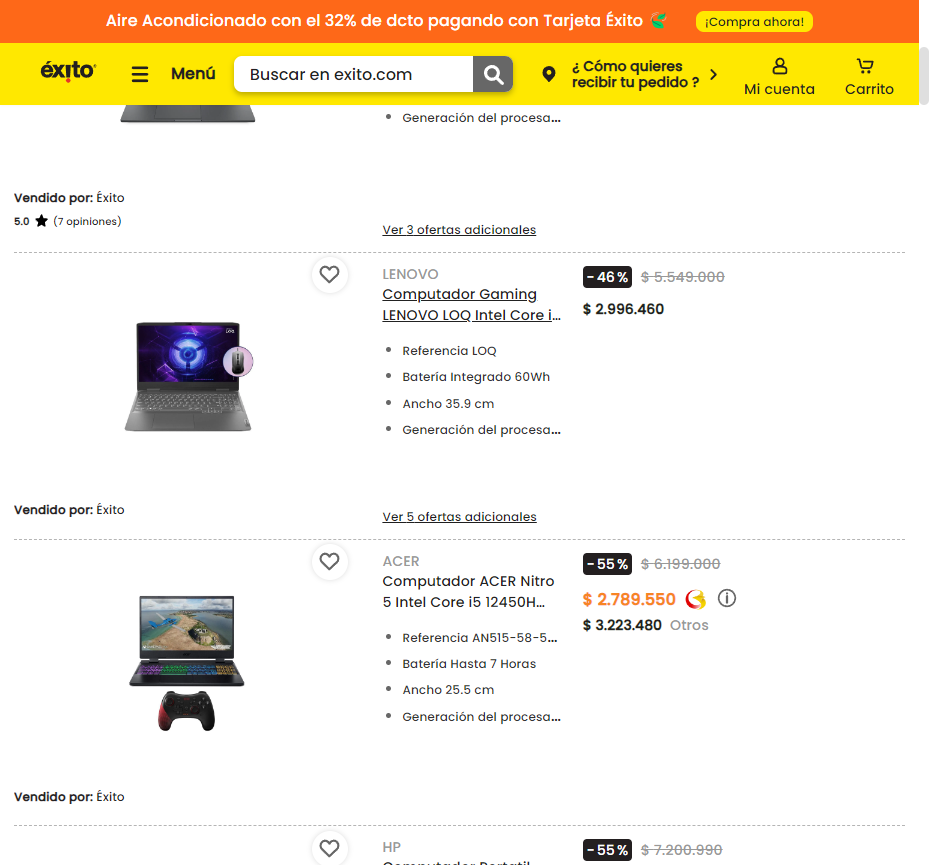 Aire Acondicionado con el 32% de dcto pagando con Tarjeta Éxito
¡Compra ahora!
éxito
Menú
Buscar en exito.com
¿ Cómo quieres
recibir tu pedido ?
Mi cuenta
Carrito
Generación del procesa...
Vendido por: Éxito
5.0 (7 opiniones)
Ver 3 ofertas adicionales
LENOVO
Computador Gaming
LENOVO LOQ Intel Core i...
Referencia LOQ
Batería Integrado 60Wh
Ancho 35.9 cm
Generación del procesa...
-46% $ 5.549.000
$ 2.996.460
Vendido por: Éxito
Ver 5 ofertas adicionales
ACER
Computador ACER Nitro
5 Intel Core i5 12450H...
Referencia AN515-58-5...
Batería Hasta 7 Horas
Ancho 25.5 cm
Generación del procesa...
-55% $ 6.199.000
$ 2.789.550
$ 3.223.480 Otros
Vendido por: Éxito
HP
Computador Portatil
-55% $ 7.200.990